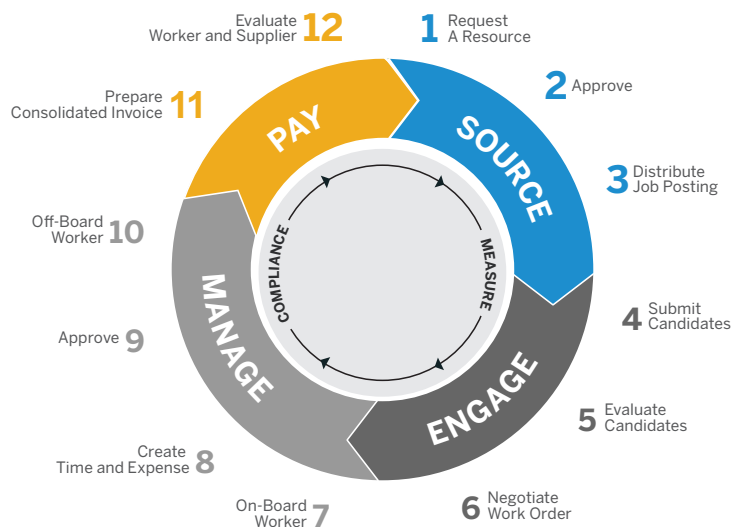 1 Request
A Resource
2 Approve
3 Distribute
Job Posting
4 Submit
Candidates
5 Evaluate
Candidates
6 Negotiate
Work Order
On-Board
Worker 7
Create
Time and Expense 8
Approve 9
Off-Board
Worker 10
Prepare
Consolidated Invoice 11
Evaluate
Worker and Supplier 12
SOURCE
ENGAGE
MANAGE
PAY
COMPLIANCE
MEASURE